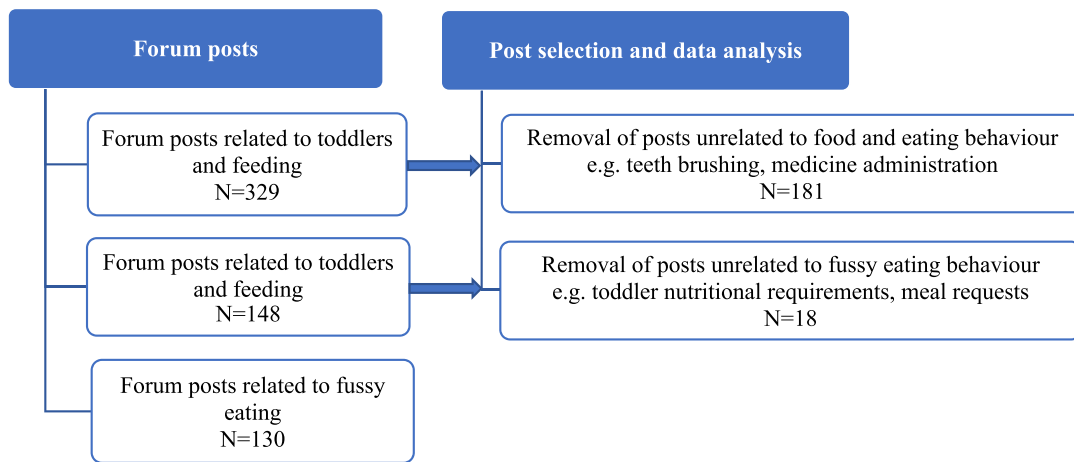 Forum posts
Post selection and data analysis
Forum posts related to toddlers
and feeding
N=329
Removal of posts unrelated to food and eating behaviour
e.g. teeth brushing, medicine administration
N=181
Forum posts related to toddlers
and feeding
N=148
Removal of posts unrelated to fussy eating behaviour
e.g. toddler nutritional requirements, meal requests
N=18
Forum posts related to fussy
eating
N=130